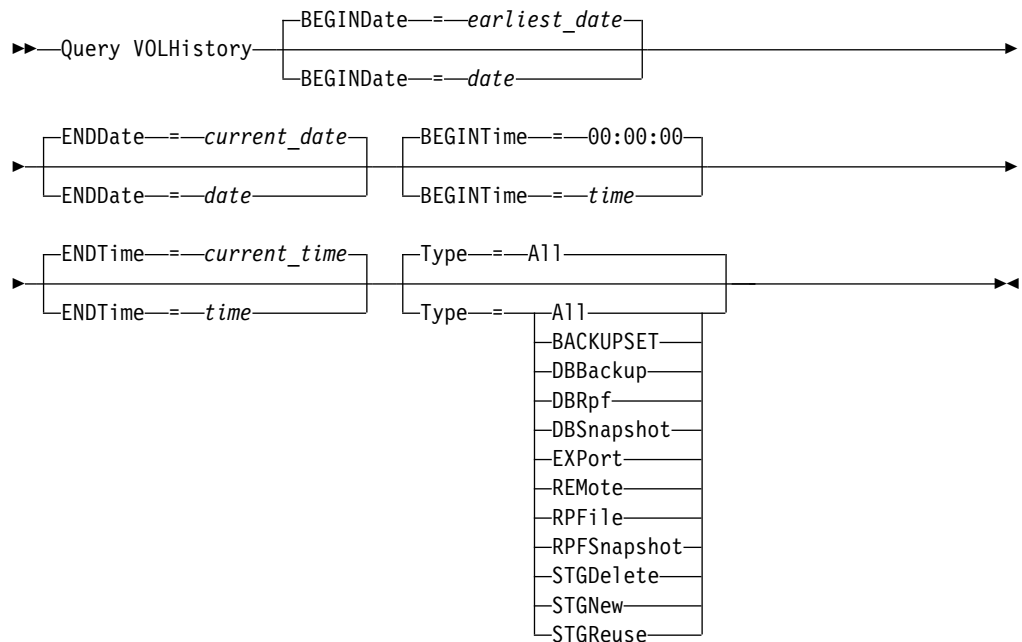 BEGINDate = earliest_date
Query VOLHistory
BEGINDate = date
ENDDate = current_date BEGINTime = 00:00:00
ENDDate = date BEGINTime = time
ENDTime = current_time Type = All
ENDTime = time Type = All
BACKUPSET
DBBackup
DBRpf
DBSnapshot
EXPort
REMote
RPFile
RPFSnapshot
STGDelete
STGNew
STGReuse